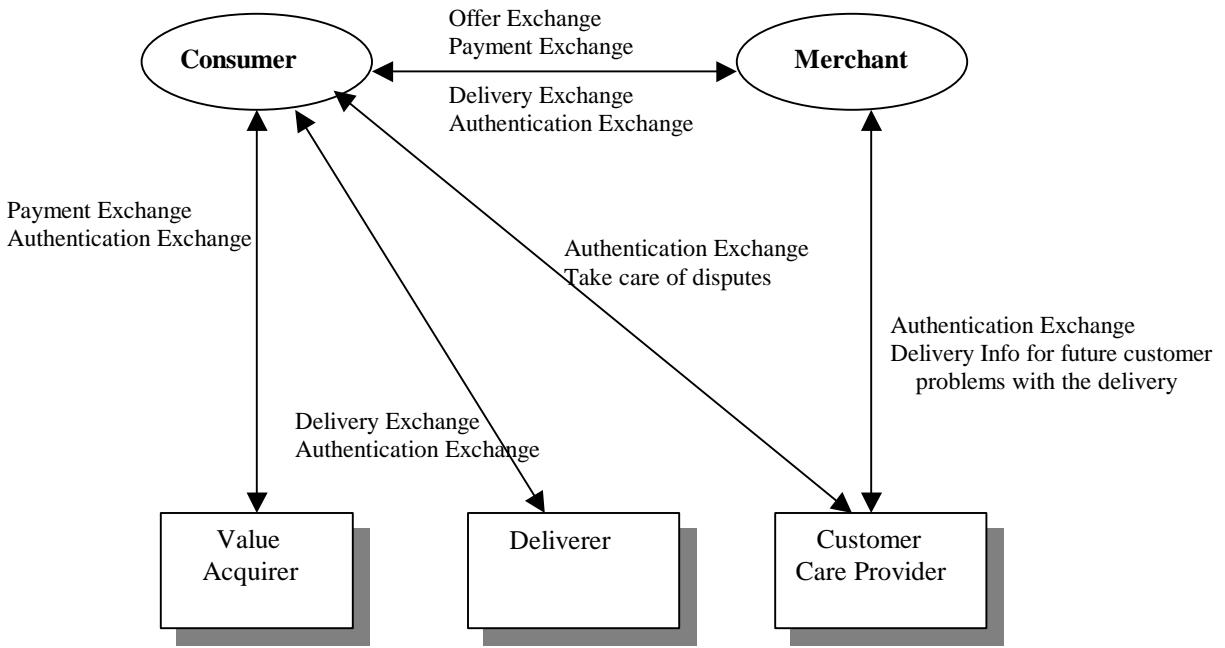 Offer Exchange
Payment Exchange
Consumer
Merchant
Delivery Exchange
Authentication Exchange
Payment Exchange
Authentication Exchange
Authentication Exchange
Take care of disputes
Authentication Exchange
Delivery Info for future customer
problems with the delivery
Delivery Exchange
Authentication Exchange
Value
Acquirer
Deliverer
Customer
Care Provider